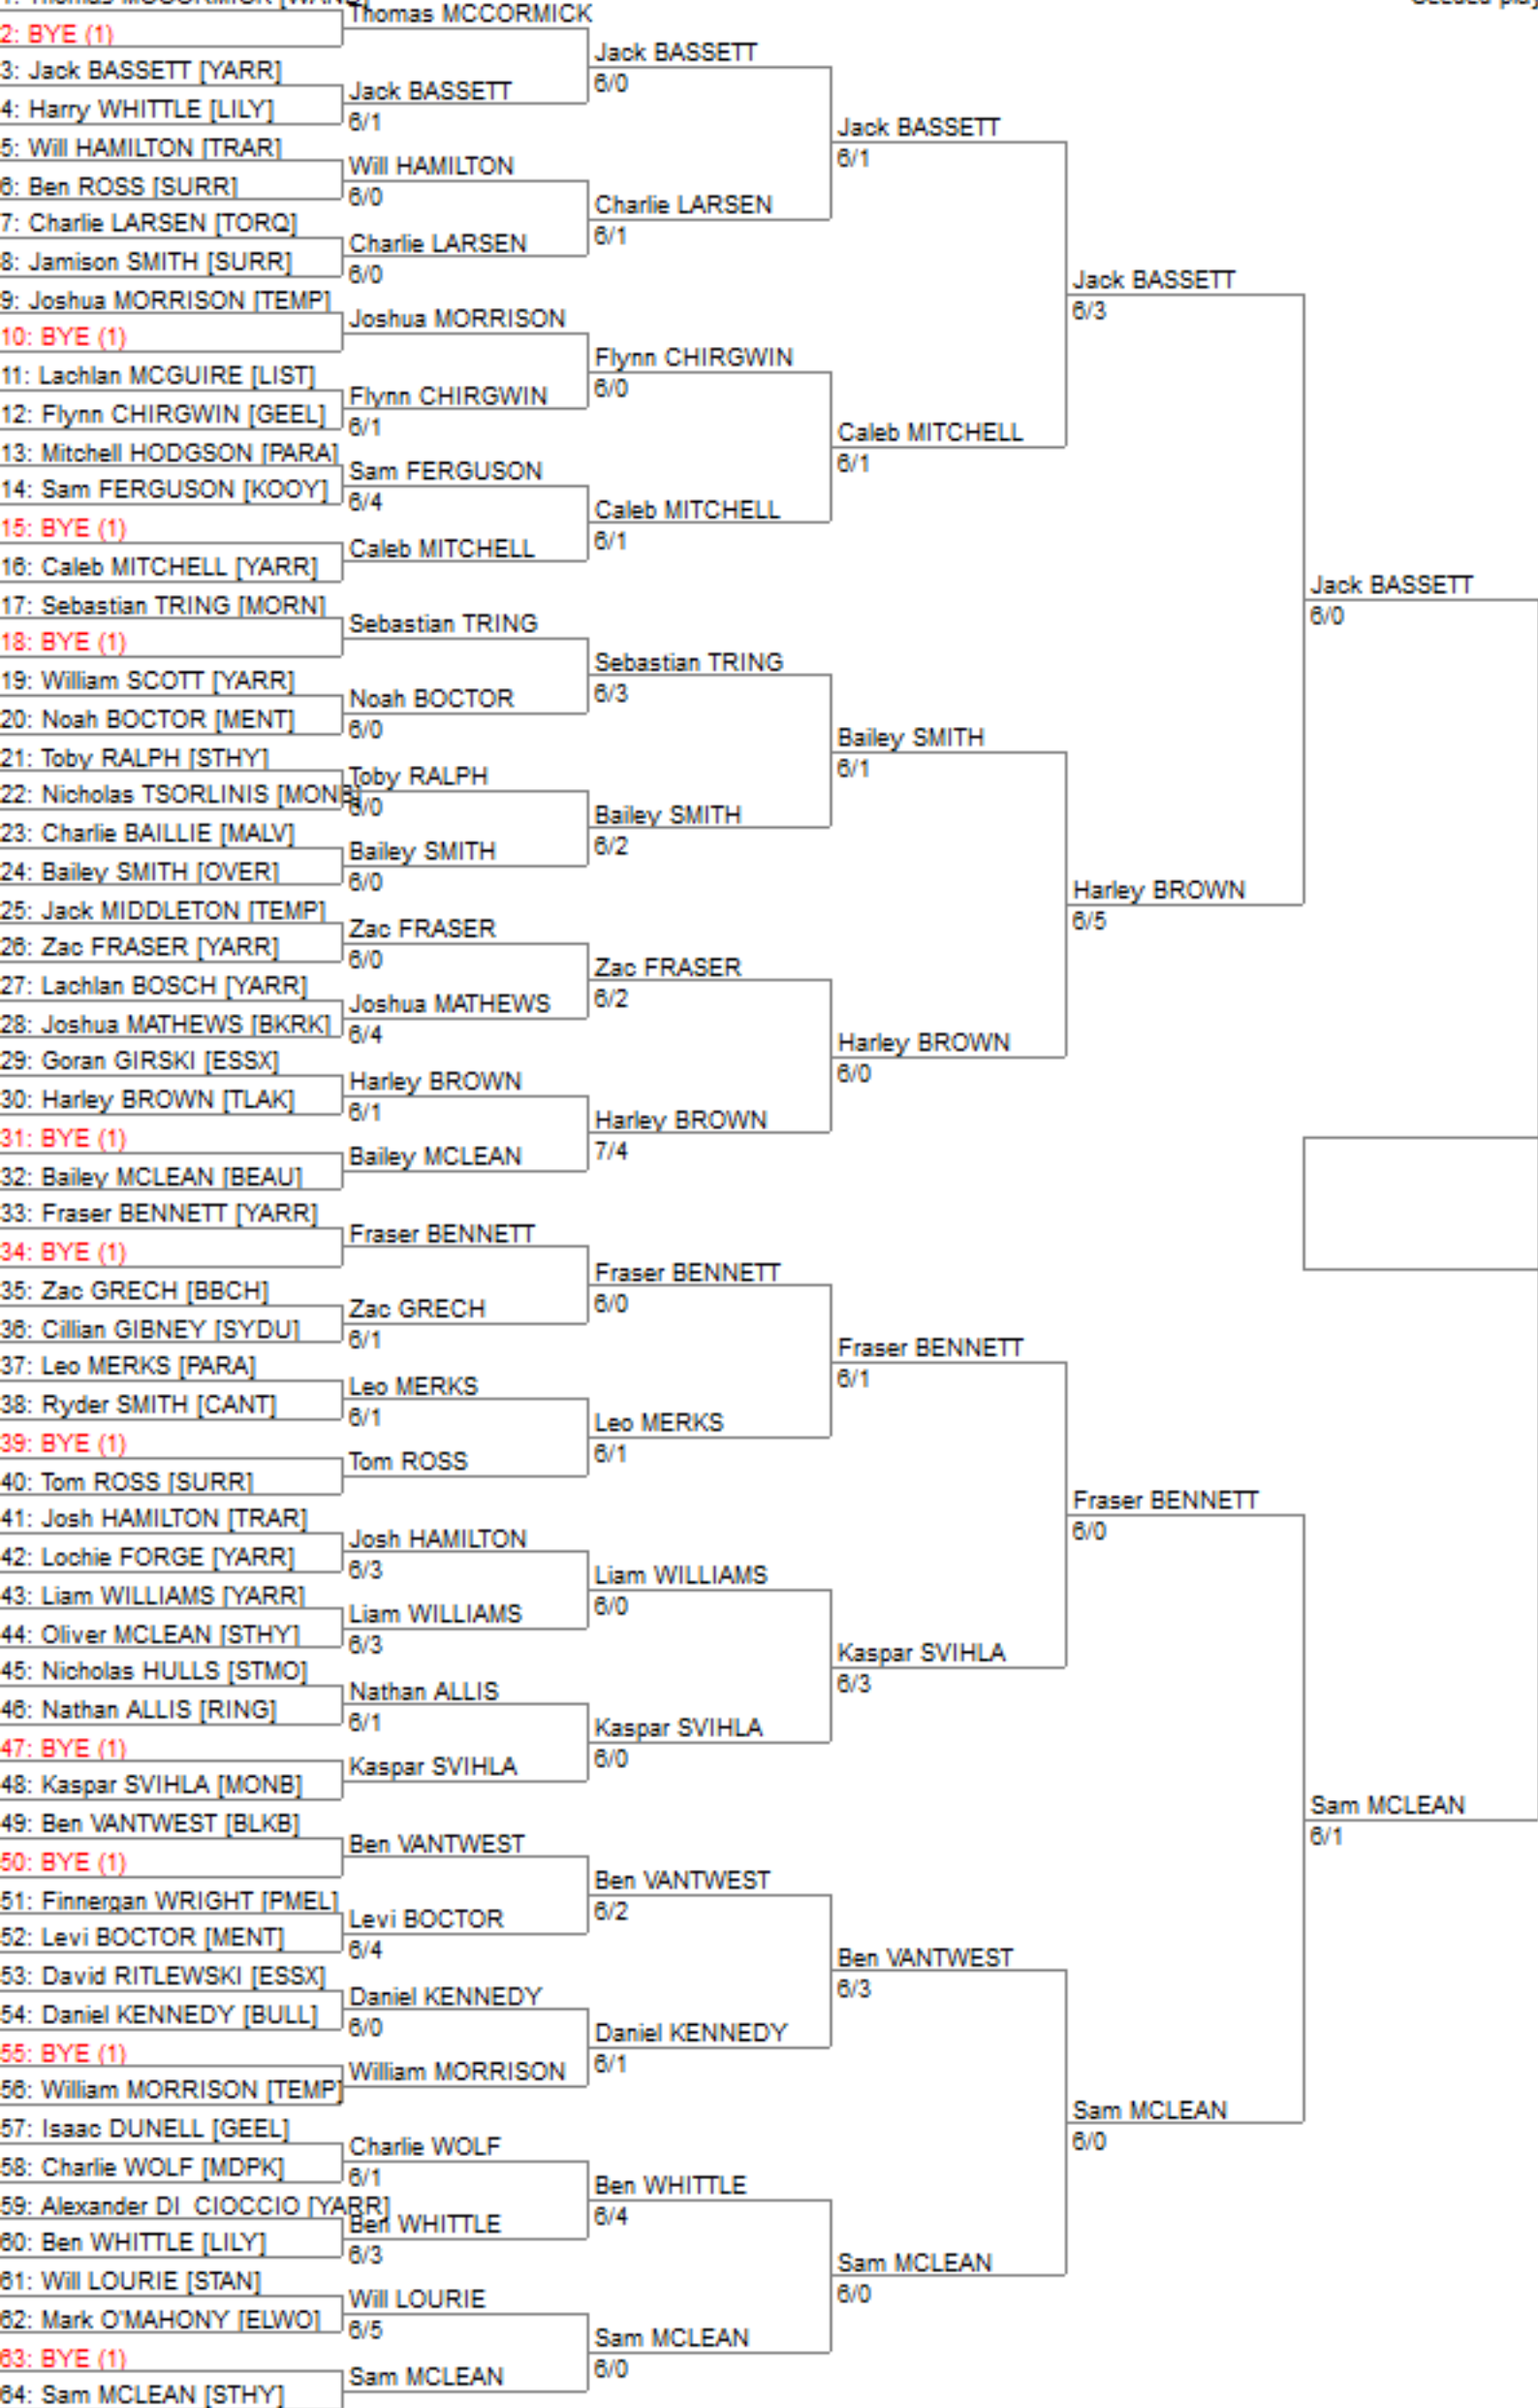 1: Thomas MCCORMICK
2: BYE (1)
3: Jack BASSETT [YARR]
4: Harry WHITTLE [LILY]
5: Will HAMILTON [TRAR]
6: Ben ROSS [SURR]
7: Charlie LARSEN [TORQ]
8: Jamison SMITH [SURR]
9: Joshua MORRISON [TEMP]
10: BYE (1)
11: Lachlan MCGUIRE [LIST]
12: Flynn CHIRGWIN [GEEL]
13: Mitchell HODGSON [PARA]
14: Sam FERGUSON [KOOY]
15: BYE (1)
16: Caleb MITCHELL [YARR]
17: Sebastian TRING [MORN]
18: BYE (1)
19: William SCOTT [YARR]
20: Noah BOCTOR [MENT]
21: Toby RALPH [STHY]
22: Nicholas TSORLINIS [MONB]
23: Charlie BAILLIE [MALV]
24: Bailey SMITH [OVER]
25: Jack MIDDLETON [TEMP]
26: Zac FRASER [YARR]
27: Lachlan BOSCH [YARR]
28: Joshua MATHEWS [BKRK]
29: Goran GIRSKI [ESSX]
30: Harley BROWN [TLAK]
31: BYE (1)
32: Bailey MCLEAN [BEAU]
33: Fraser BENNETT [YARR]
34: BYE (1)
35: Zac GRECH [BBCH]
36: Cillian GIBNEY [SYDU]
37: Leo MERKS [PARA]
38: Ryder SMITH [CANT]
39: BYE (1)
40: Tom ROSS [SURR]
41: Josh HAMILTON [TRAR]
42: Lochie FORGE [YARR]
43: Liam WILLIAMS [YARR]
44: Oliver MCLEAN [STHY]
45: Nicholas HULLS [STMO]
46: Nathan ALLIS [RING]
47: BYE (1)
48: Kaspar SVIHLA [MONB]
49: Ben VANTWEST [BLKB]
50: BYE (1)
51: Finnergan WRIGHT [PMEL]
52: Levi BOCTOR [MENT]
53: David RITLEWSKI [ESSX]
54: Daniel KENNEDY [BULL]
55: BYE (1)
56: William MORRISON [TEMP]
57: Isaac DUNELL [GEEL]
58: Charlie WOLF [MDPK]
59: Alexander DI CIOCCIO [YARR]
60: Ben WHITTLE [LILY]
61: Will LOURIE [STAN]
62: Mark O'MAHONY [ELWO]
63: BYE (1)
64: Sam MCLEAN [STHY]
Thomas MCCORMICK
Jack BASSETT
6/1
Will HAMILTON
6/0
Charlie LARSEN
6/0
Joshua MORRISON
Flynn CHIRGWIN
6/1
Sam FERGUSON
6/4
Caleb MITCHELL
Sebastian TRING
Noah BOCTOR
6/0
Toby RALPH
6/0
Bailey SMITH
6/0
Zac FRASER
6/0
Joshua MATHEWS
6/4
Harley BROWN
6/1
Bailey MCLEAN
Fraser BENNETT
Zac GRECH
6/1
Leo MERKS
6/1
Tom ROSS
Josh HAMILTON
6/3
Liam WILLIAMS
6/3
Nathan ALLIS
6/1
Kaspar SVIHLA
Ben VANTWEST
Levi BOCTOR
6/4
Daniel KENNEDY
6/0
William MORRISON
Charlie WOLF
6/1
Ben WHITTLE
6/3
Will LOURIE
6/5
Sam MCLEAN
Jack BASSETT
6/0
Charlie LARSEN
6/1
Flynn CHIRGWIN
6/0
Caleb MITCHELL
6/1
Sebastian TRING
6/3
Bailey SMITH
6/2
Zac FRASER
6/2
Harley BROWN
7/4
Fraser BENNETT
6/0
Leo MERKS
6/1
Liam WILLIAMS
6/0
Kaspar SVIHLA
6/0
Ben VANTWEST
6/2
Daniel KENNEDY
6/1
Ben WHITTLE
6/4
Sam MCLEAN
6/0
Jack BASSETT
6/1
Caleb MITCHELL
6/1
Bailey SMITH
6/1
Harley BROWN
6/0
Fraser BENNETT
6/1
Kaspar SVIHLA
6/3
Ben VANTWEST
6/3
Sam MCLEAN
6/0
Jack BASSETT
6/3
Harley BROWN
6/5
Fraser BENNETT
6/0
Sam MCLEAN
6/0
Jack BASSETT
6/0
Sam MCLEAN
6/1